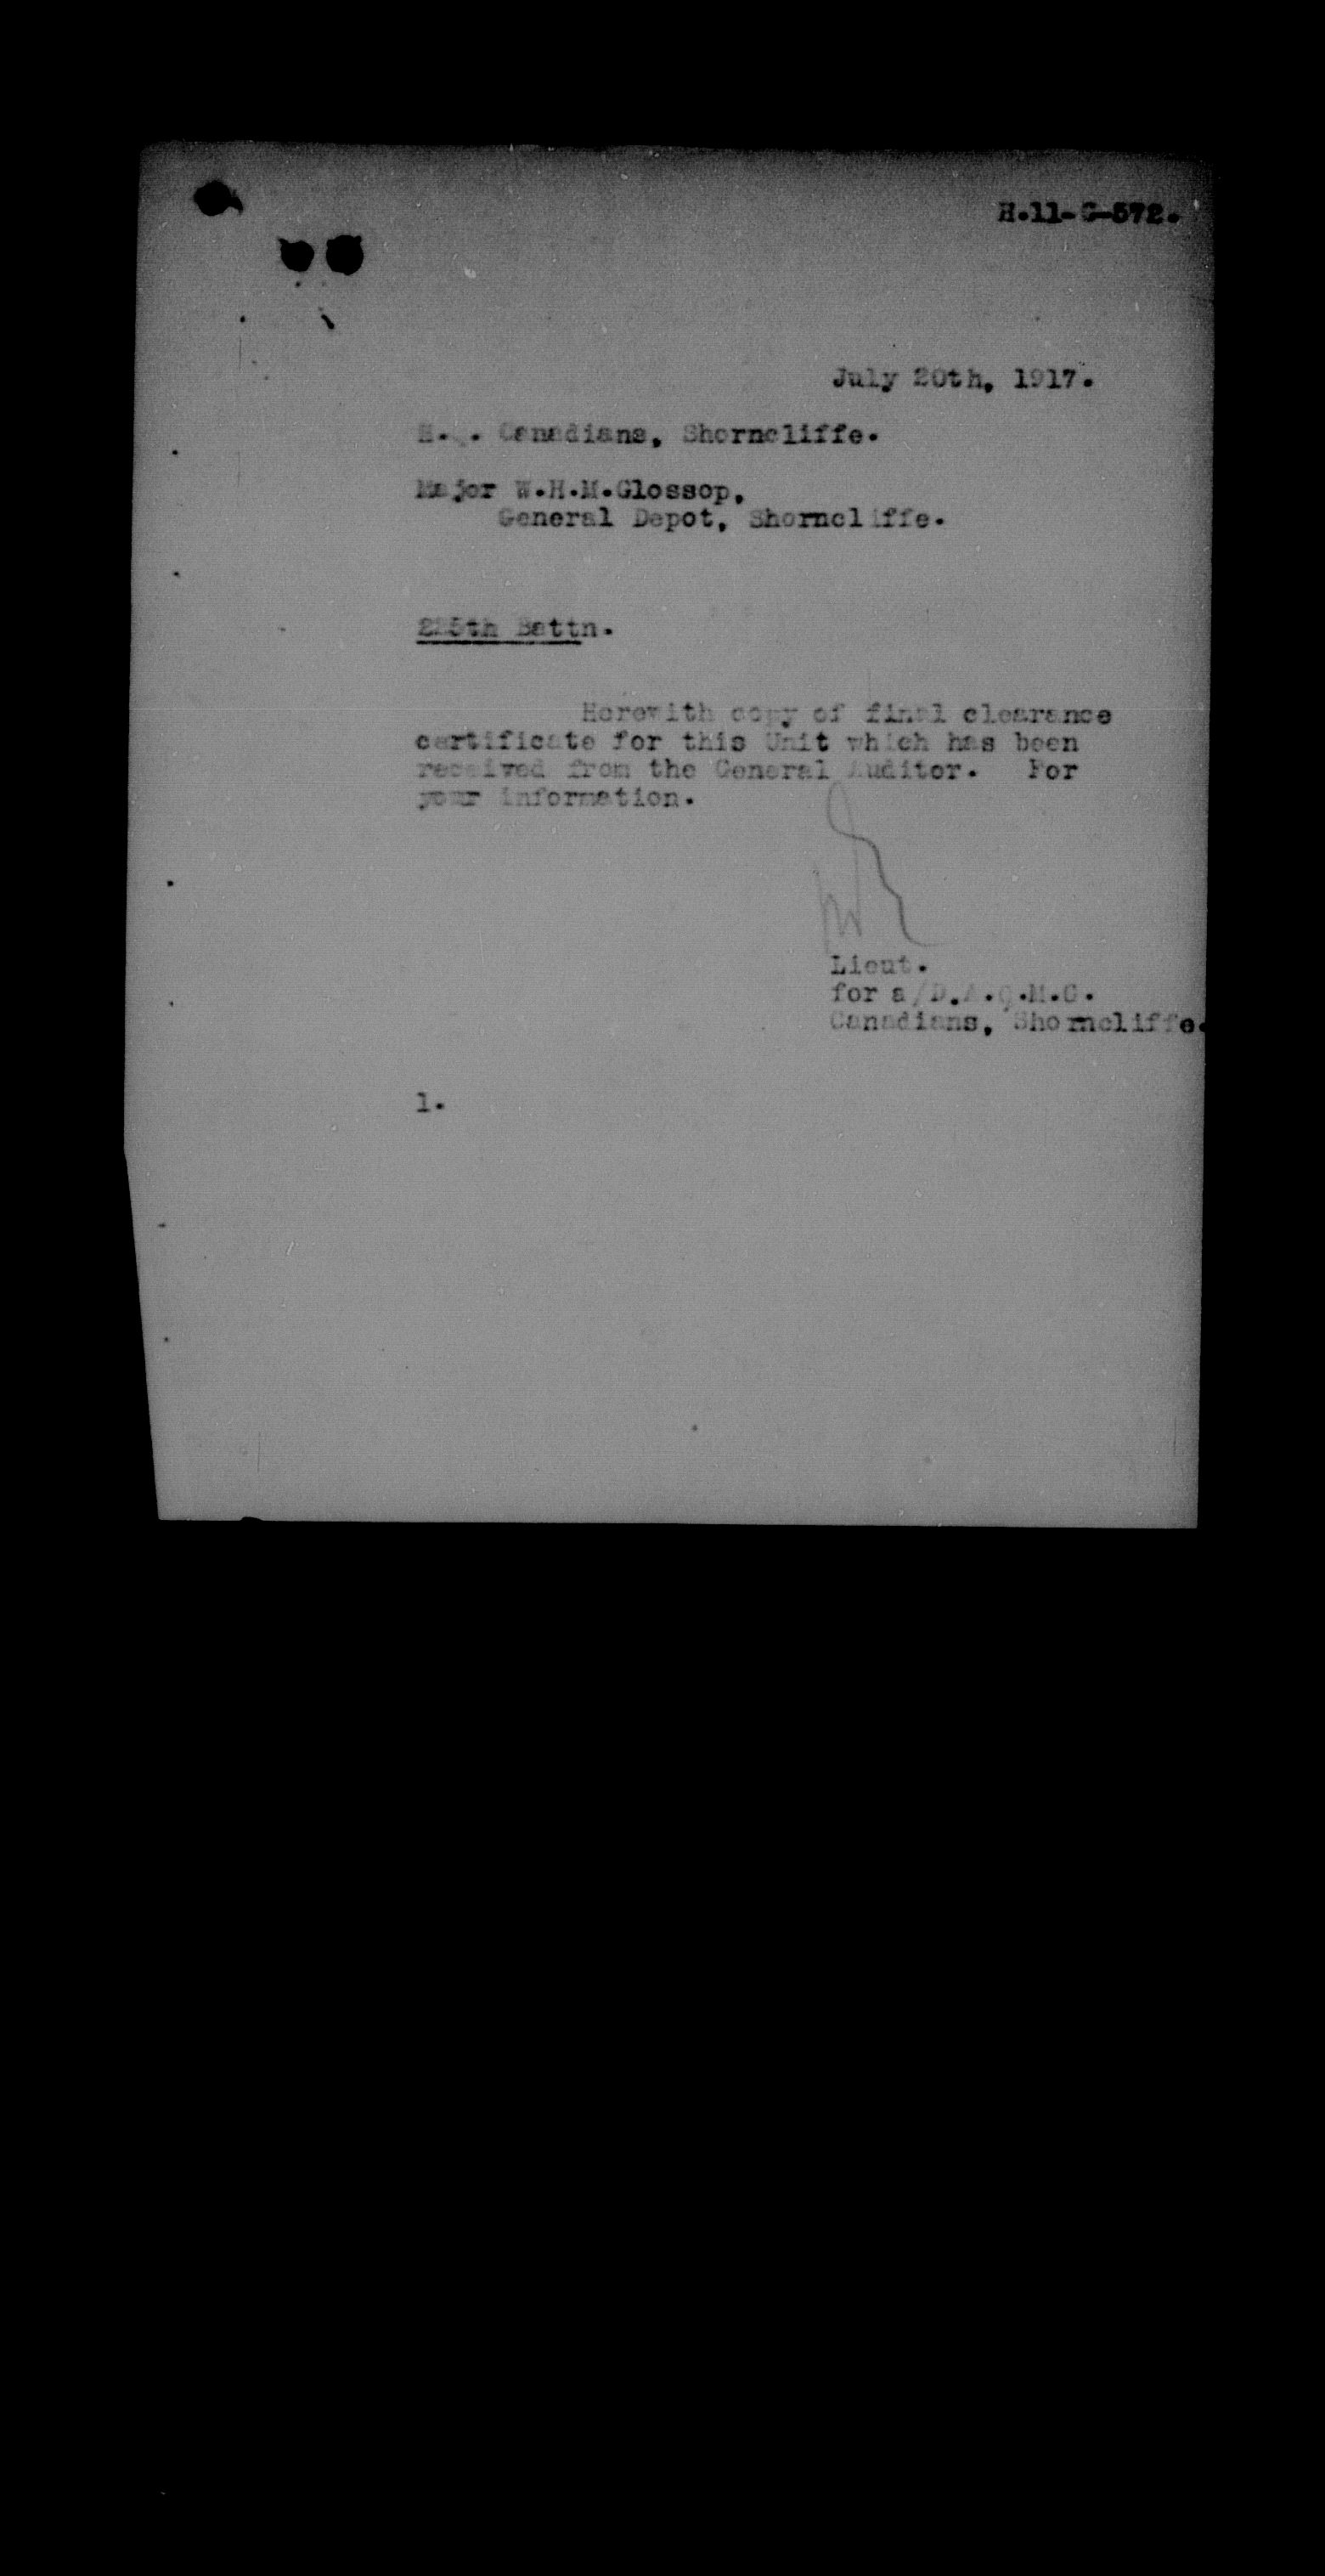 H.11-G-572.
July 20th, 1917.
H.Q. Canadians, Shorncliffe.
Major W.H.M.Glossop,
General Depot, Shorncliffe.
225th Battn.
Herewith copy of final clearance
certificate for this Unit which has been
received from the General Auditor. For
your information.
Lieut.
for a/D.A.Q.M.G.
Canadians, Shorncliffe.
1.